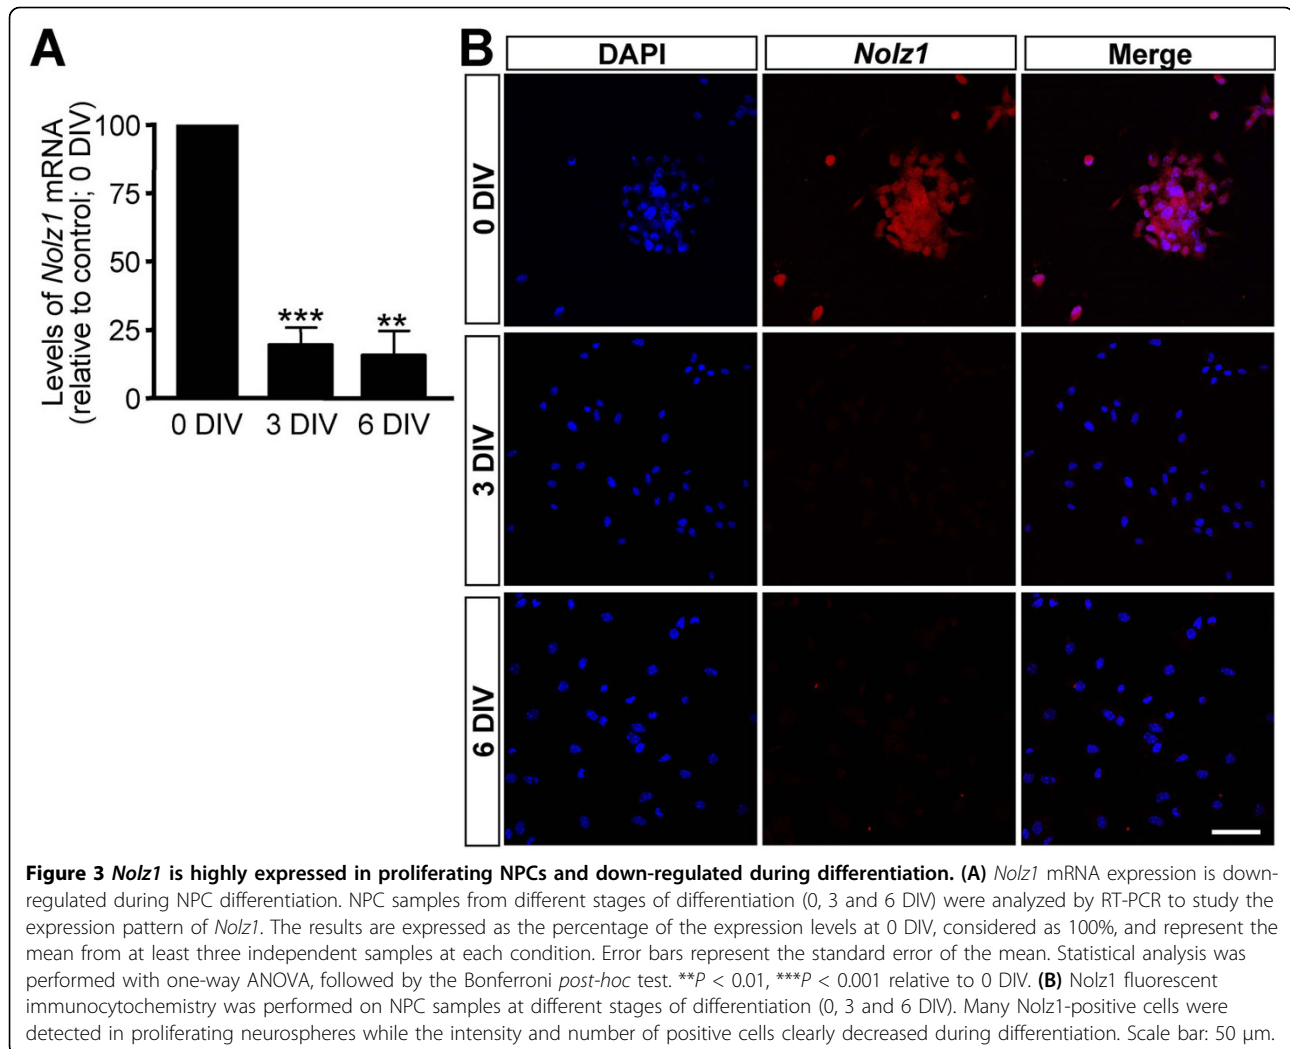 A
B
DAPI
Nolz1
Merge
Levels of Nolz1 mRNA
(relative to control; 0 DIV)
100
75
50
25
0
***
**
0 DIV
3 DIV
6 DIV
0 DIV
3 DIV
6 DIV
Figure 3 Nolz1 is highly expressed in proliferating NPCs and down-regulated during differentiation. (A) Nolz1 mRNA expression is down-
regulated during NPC differentiation. NPC samples from different stages of differentiation (0, 3 and 6 DIV) were analyzed by RT-PCR to study the
expression pattern of Nolz1. The results are expressed as the percentage of the expression levels at 0 DIV, considered as 100%, and represent the
mean from at least three independent samples at each condition. Error bars represent the standard error of the mean. Statistical analysis was
performed with one-way ANOVA, followed by the Bonferroni post-hoc test. **P < 0.01, ***P < 0.001 relative to 0 DIV. (B) Nolz1 fluorescent
immunocytochemistry was performed on NPC samples at different stages of differentiation (0, 3 and 6 DIV). Many Nolz1-positive cells were
detected in proliferating neurospheres while the intensity and number of positive cells clearly decreased during differentiation. Scale bar: 50 μm.